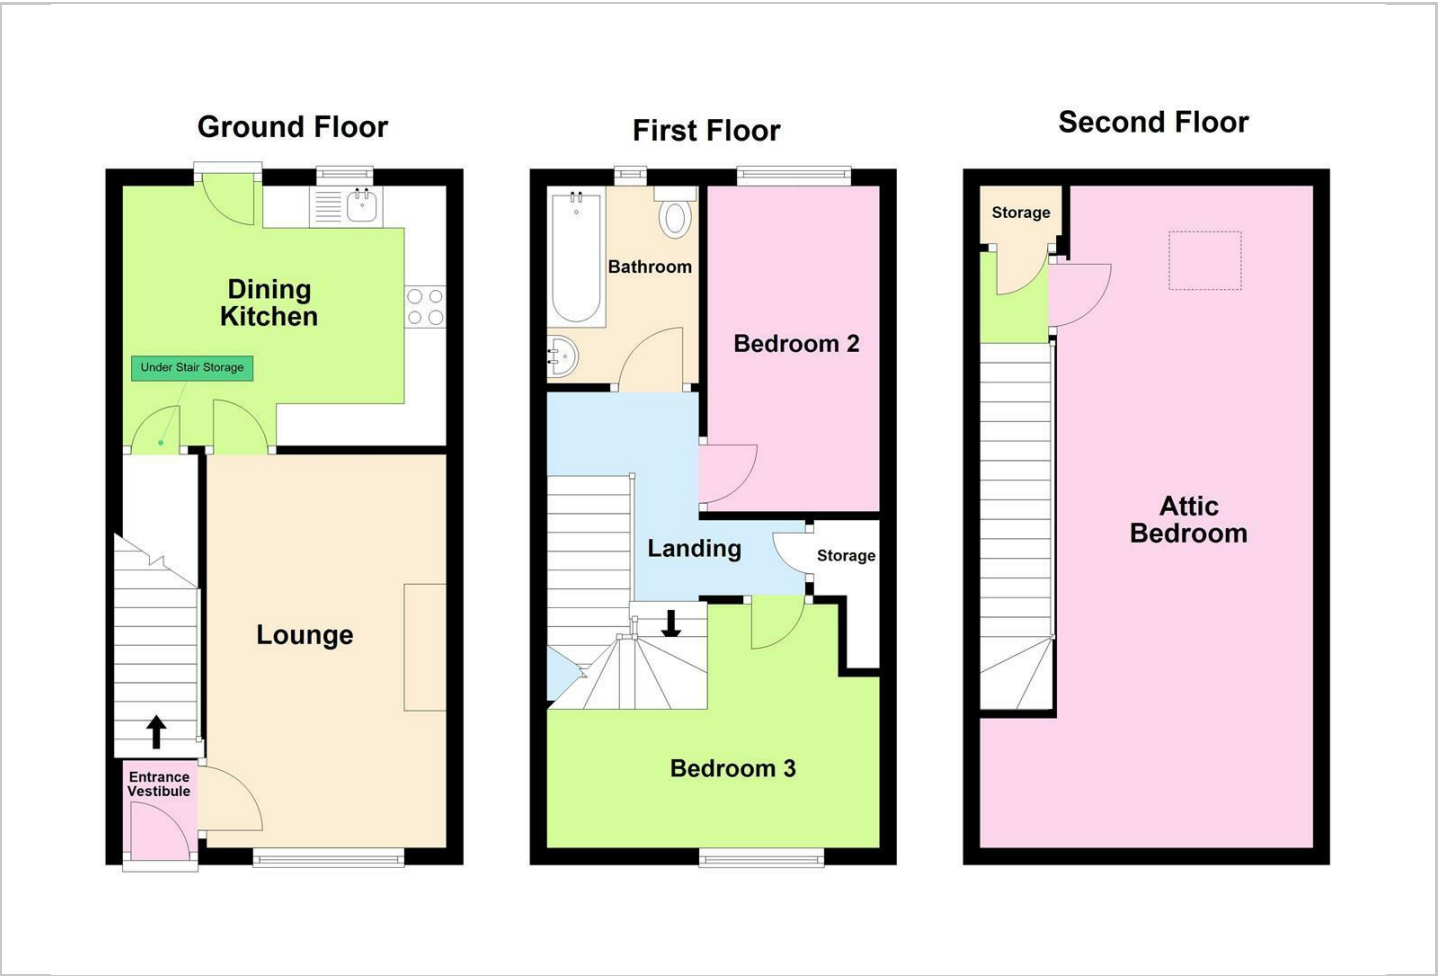 Ground Floor
First Floor
Second Floor
Dining
Kitchen
Under Stair Storage
Lounge
Entrance
Vestibule
Bathroom
Bedroom 2
Landing
Storage
Bedroom 3
Storage
Attic
Bedroom